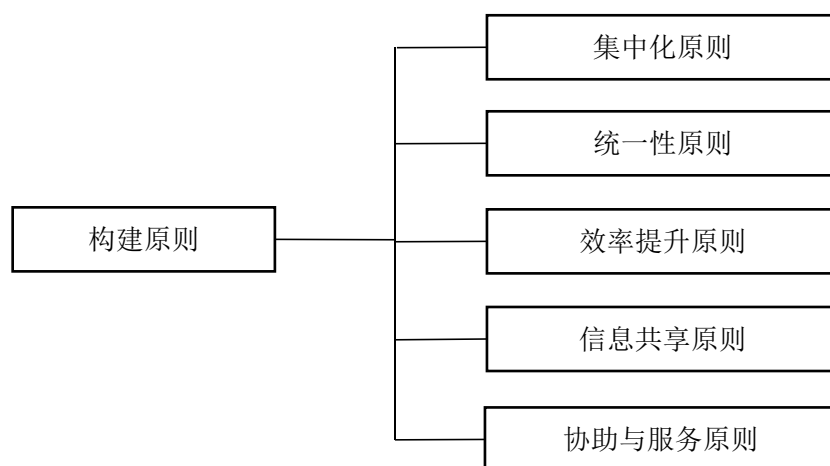 构建原则
集中化原则
统一性原则
效率提升原则
信息共享原则
协助与服务原则